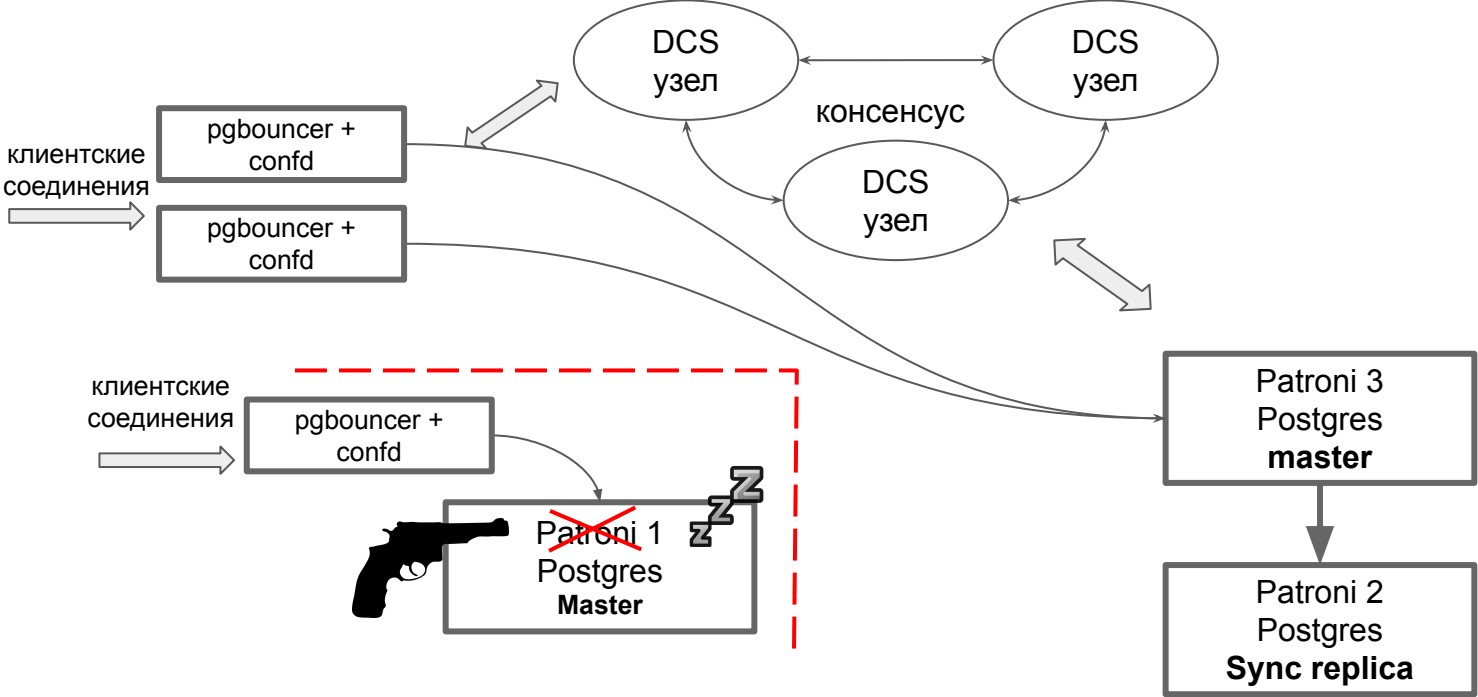 DCS
узел
DCS
узел
консенсус
DCS
узел
клиентские
соединения
pgbouncer +
confd
pgbouncer +
confd
клиентские
соединения
pgbouncer +
confd
Patroni 1
Postgres
Master
z z z
Patroni 3
Postgres
master
Patroni 2
Postgres
Sync replica